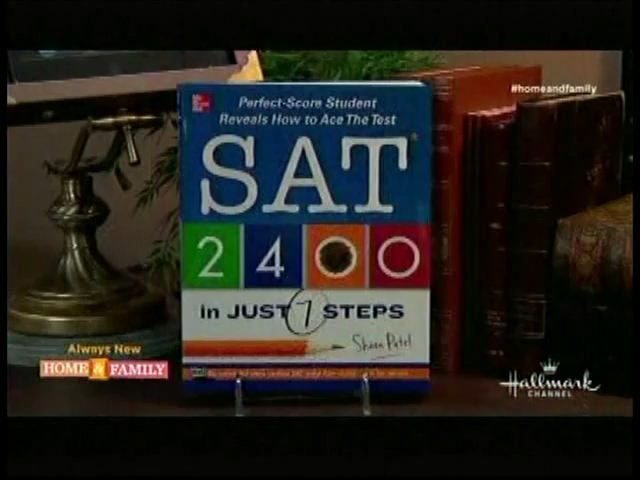 #homeandfamily
Perfect-Score Student
Reveals How to Ace The Test
SAT
2400
in JUST 7 STEPS
Shaan Patel
Always New
HOME & FAMILY
Hallmark
CHANNEL